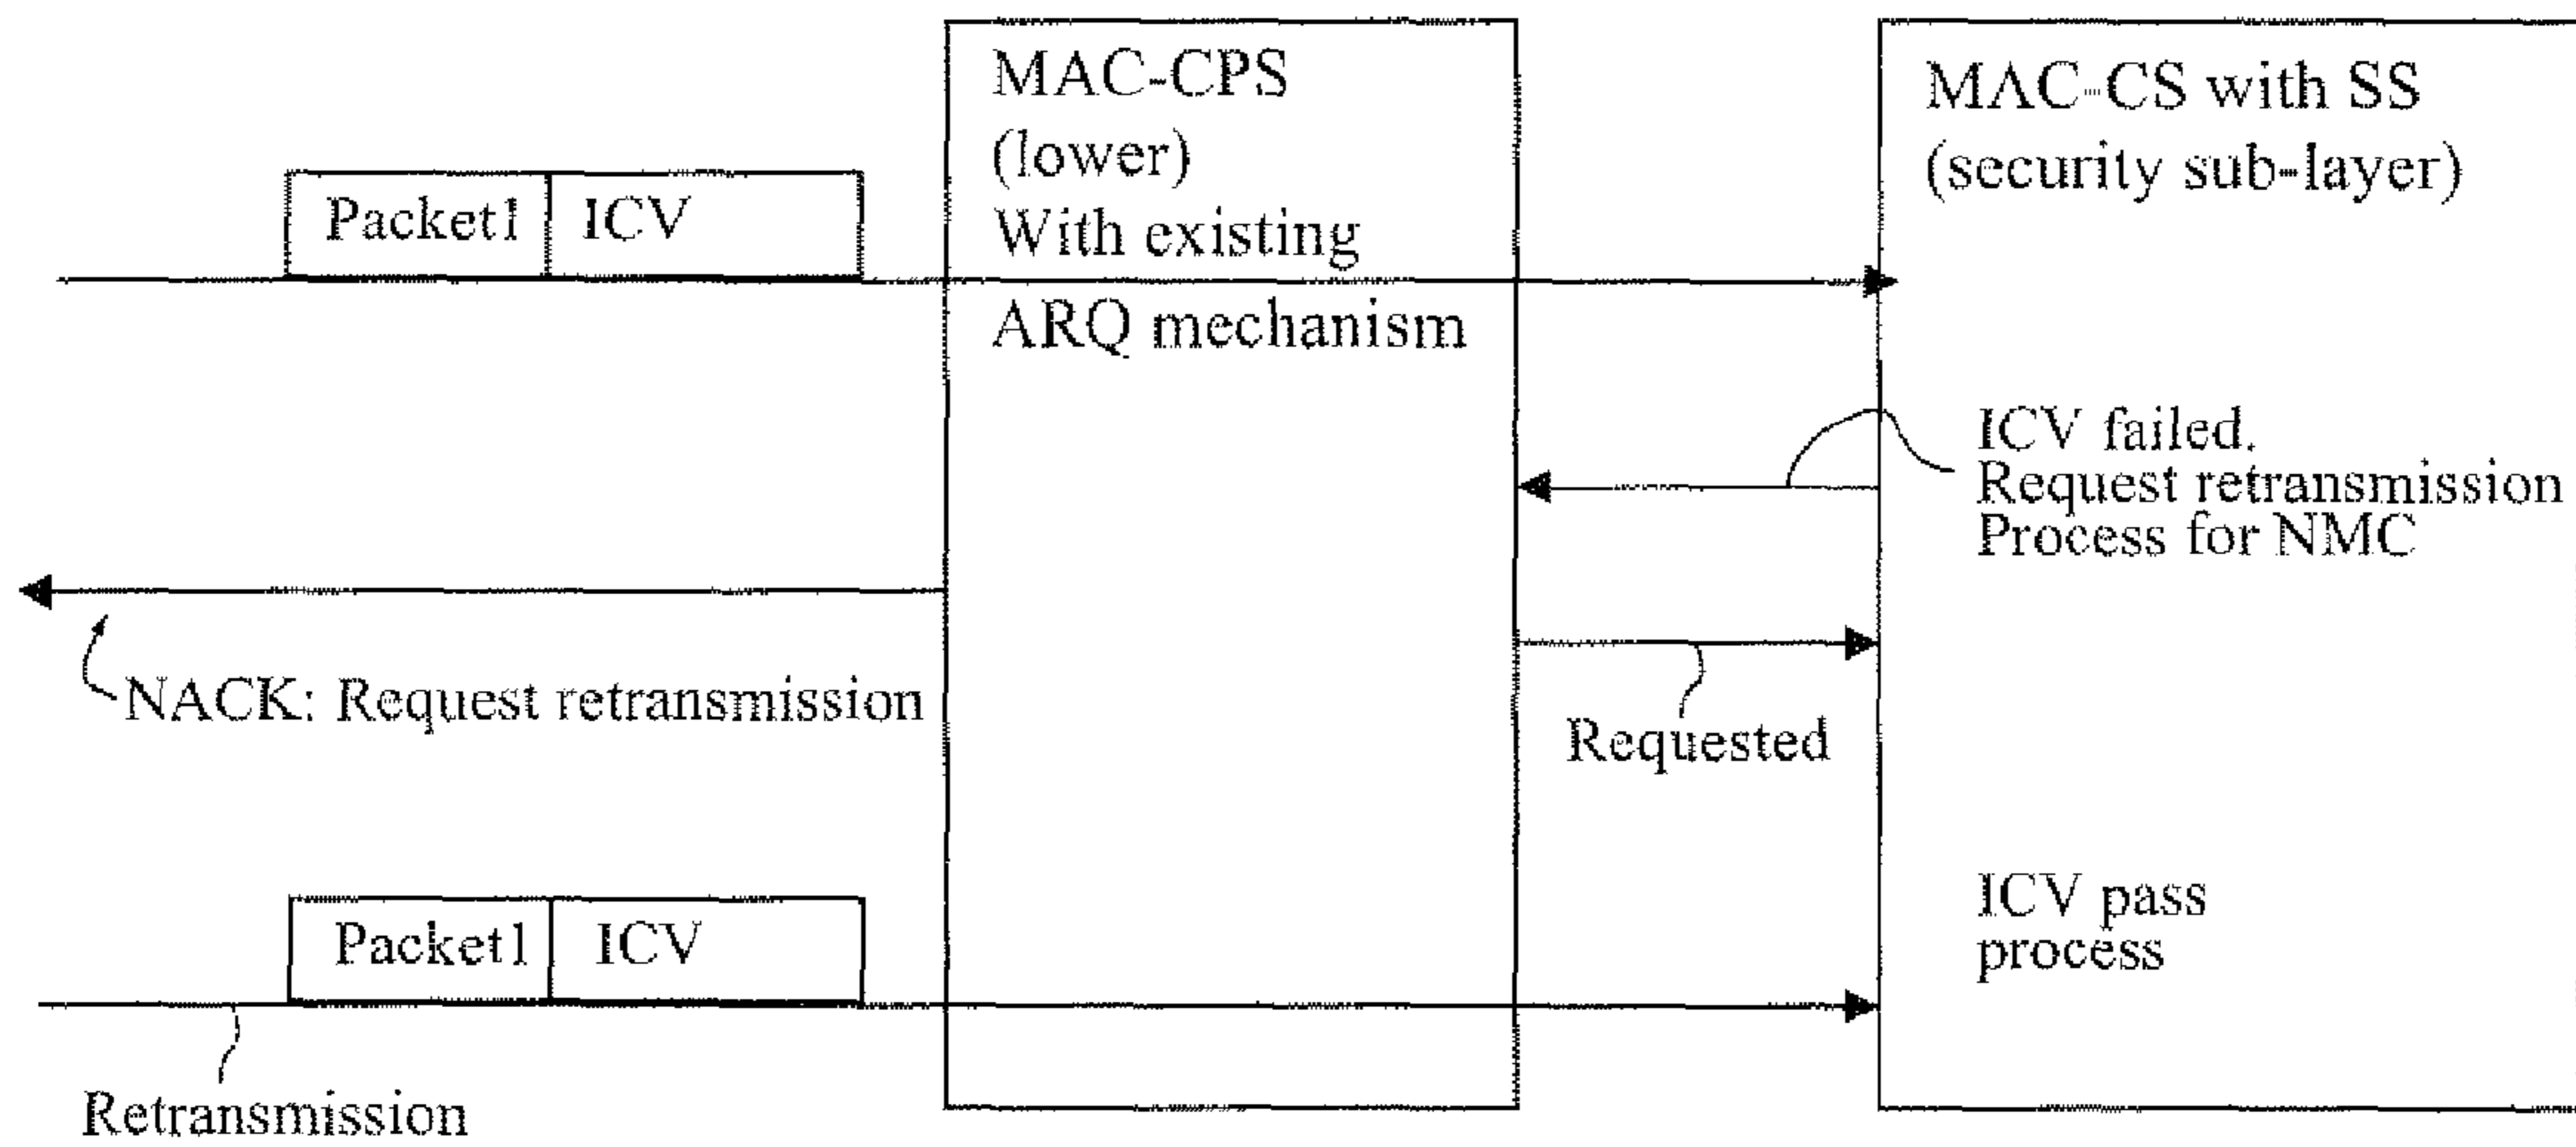 MAC-CPS
(lower)
With existing
ARQ mechanism
MAC-CS with SS
(security sub-layer)
Packet1 ICV
ICV failed.
Request retransmission
Process for NMC
NACK: Request retransmission
Requested
Packet1 ICV
ICV pass
process
Retransmission